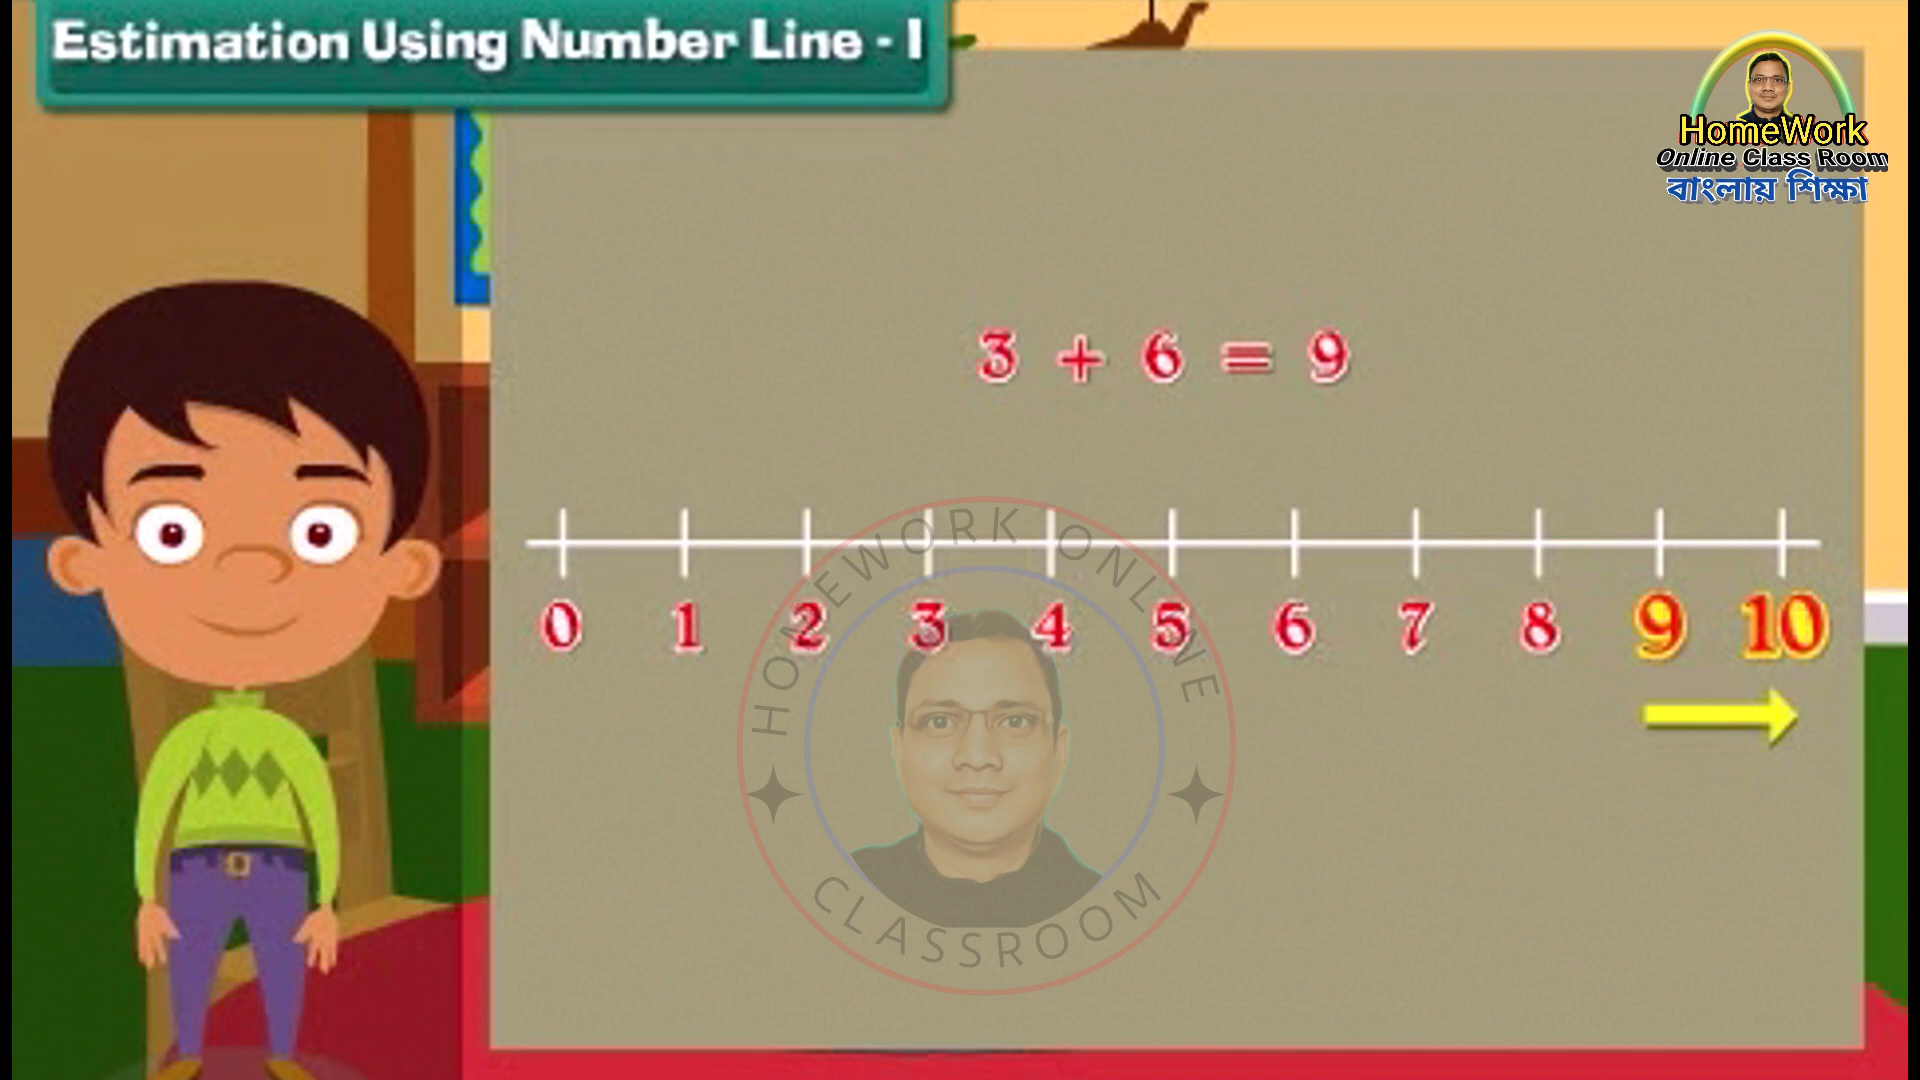 Estimation Using Number Line - I
HomeWork
Online Class Room
বাংলায় শিক্ষা
3 + 6 = 9
0 1 2 3 4 5 6 7 8 9 10
HOMEWORK ONLINE
CLASSROOM